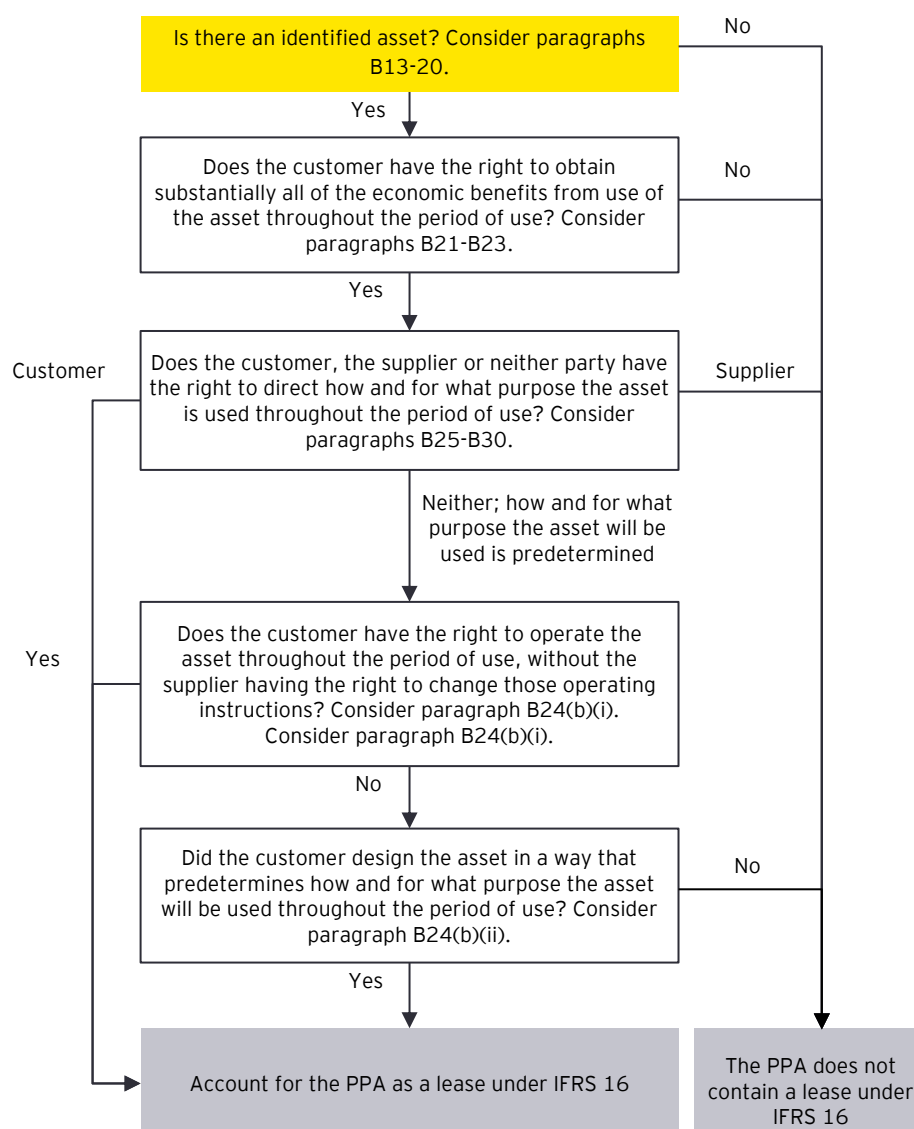 Is there an identified asset? Consider paragraphs
B13-20.
No
Yes
Does the customer have the right to obtain
substantially all of the economic benefits from use of
the asset throughout the period of use? Consider
paragraphs B21-B23.
No
Yes
Customer
Does the customer, the supplier or neither party have
the right to direct how and for what purpose the asset
is used throughout the period of use? Consider
paragraphs B25-B30.
Supplier
Neither; how and for what
purpose the asset will be
used is predetermined
Does the customer have the right to operate the
asset throughout the period of use, without the
supplier having the right to change those operating
instructions? Consider paragraph B24(b)(i).
Consider paragraph B24(b)(i).
Yes
No
Did the customer design the asset in a way that
predetermines how and for what purpose the asset
will be used throughout the period of use? Consider
paragraph B24(b)(ii).
No
Yes
Account for the PPA as a lease under IFRS 16
The PPA does not
contain a lease under
IFRS 16